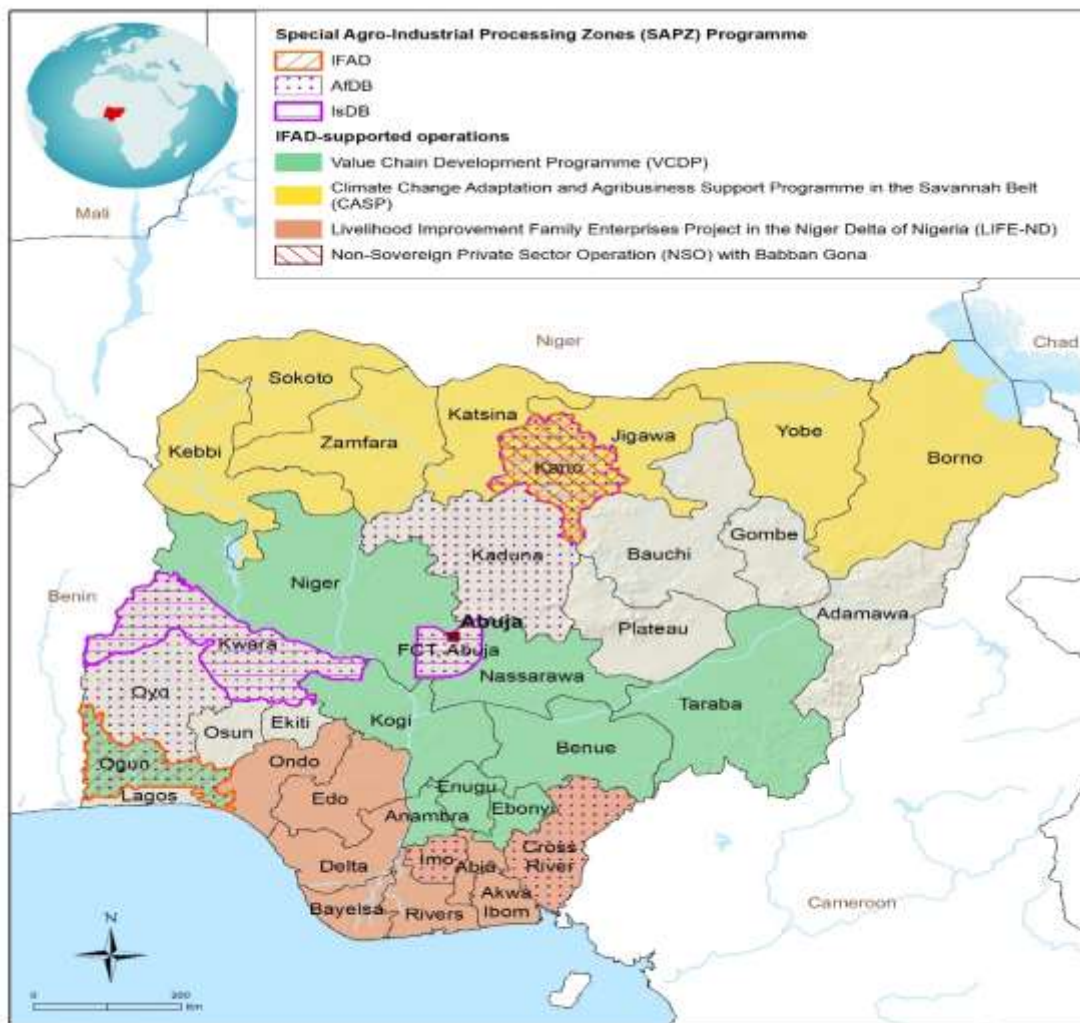 Special Agro-Industrial Processing Zones (SAPZ) Programme
IFAD
AfDB
IsDB
IFAD-supported operations
Value Chain Development Programme (VCDP)
Climate Change Adaptation and Agribusiness Support Programme in the Savannah Belt
(CASP)
Livelihood Improvement Family Enterprises Project in the Niger Delta of Nigeria (LIFE-ND)
Non-Sovereign Private Sector Operation (NSO) with Babban Gona
Mali
Niger
Chad
Sokoto
Katsina
Kebbi
Zamfara
Jigawa
Yobe
Kano
Borno
Kaduna
Bauchi
Gombe
Niger
Benin
Adamawa
Abuja
Plateau
Kwara
FCT, Abuja
Nassarawa
Oyo
Taraba
Osun
Ekiti
Kogi
Benue
Ogun
Ondo
Lagos
Edo
Enugu
Anambra
Ebonyi
Delta
Imo
Abia
Cross
River
Bayelsa
Rivers
Akwa
Ibom
Cameroon
N
0
200
Km